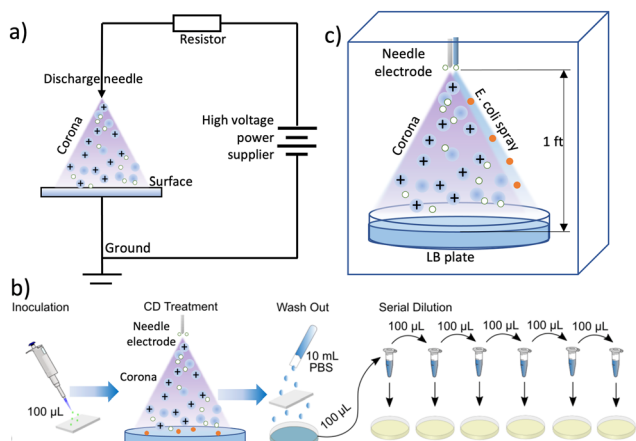 a)
Resistor
Discharge needle
Corona
High voltage
power
supplier
Surface
Ground
c)
Needle
electrode
Corona
E. coli spray
1 ft
LB plate
b)
Inoculation
100 µL
CD Treatment
Needle
electrode
Corona
Wash Out
10 mL
PBS
100 µL
Serial Dilution
100 µL
100 µL
100 µL
100 µL
100 µL